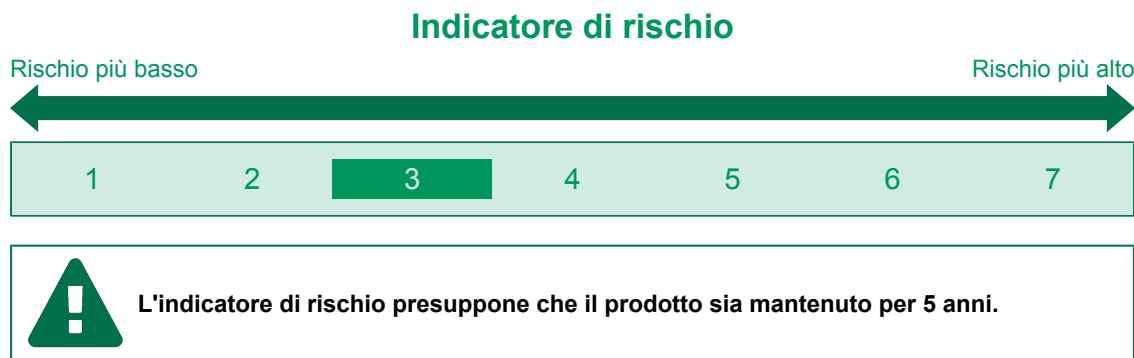 Indicatore di rischio
Rischio più basso Rischio più alto
1 2 3 4 5 6 7
L'indicatore di rischio presuppone che il prodotto sia mantenuto per 5 anni.